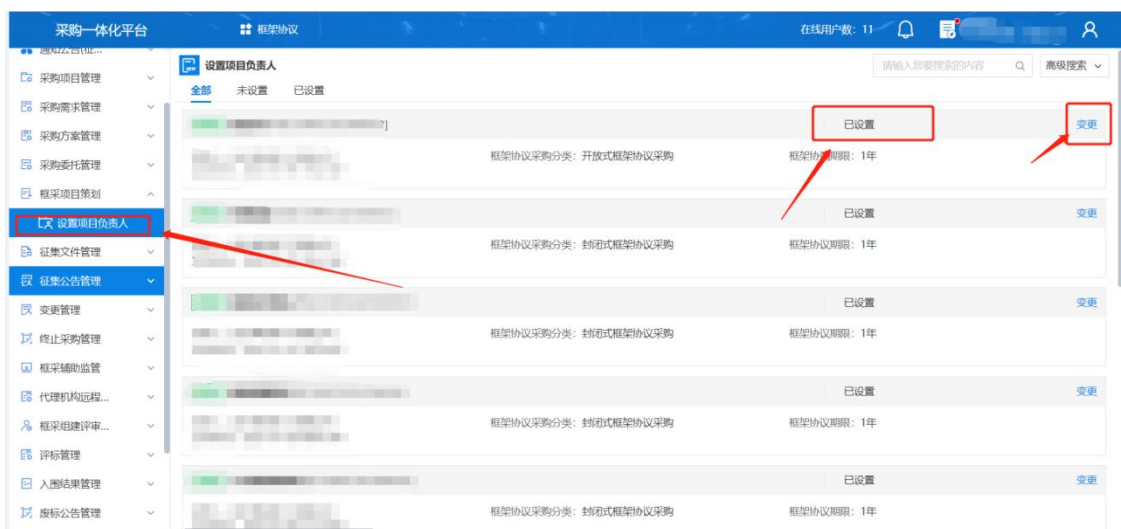 采购一体化平台
框架协议
在线用户数：11
采购项目管理
采购需求管理
采购方案管理
采购委托管理
框采项目策划
设置项目负责人
征集文件管理
征集公告管理
变更管理
终止采购管理
框采辅助监管
代理机构远程...
框采组建评审...
评标管理
入围结果管理
废标公告管理
设置项目负责人
请输入您要搜索的内容
高级搜索
全部 未设置 已设置
已设置 变更
框架协议采购分类：开放式框架协议采购 框架协议期限：1年
已设置 变更
框架协议采购分类：封闭式框架协议采购 框架协议期限：1年
已设置 变更
框架协议采购分类：封闭式框架协议采购 框架协议期限：1年
已设置 变更
框架协议采购分类：封闭式框架协议采购 框架协议期限：1年
已设置 变更
框架协议采购分类：封闭式框架协议采购 框架协议期限：1年